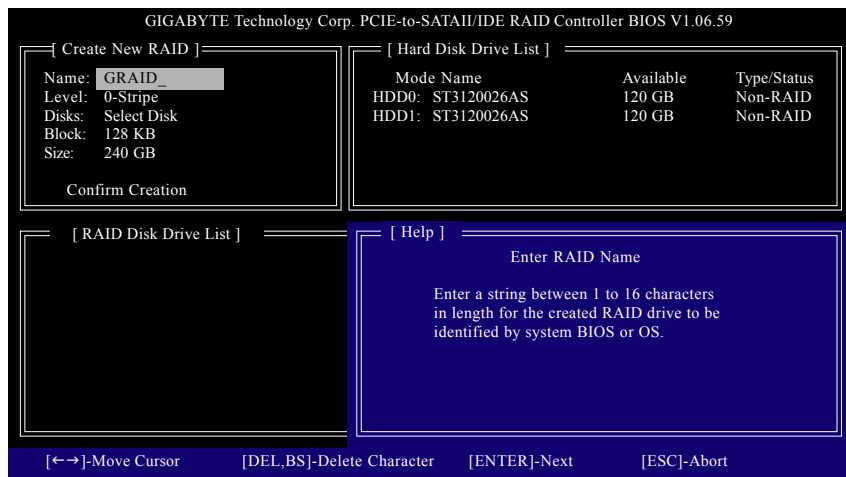 GIGABYTE Technology Corp. PCIE-to-SATAII/IDE RAID Controller BIOS V1.06.59
[ Create New RAID ]
Name: GRAID_
Level: 0-Stripe
Disks: Select Disk
Block: 128 KB
Size: 240 GB
Confirm Creation
[ Hard Disk Drive List ]
Mode Name Available Type/Status
HDD0: ST3120026AS 120 GB Non-RAID
HDD1: ST3120026AS 120 GB Non-RAID
[ RAID Disk Drive List ]
[ Help ]
Enter RAID Name
Enter a string between 1 to 16 characters
in length for the created RAID drive to be
identified by system BIOS or OS.
[←→]-Move Cursor [DEL,BS]-Delete Character [ENTER]-Next [ESC]-Abort